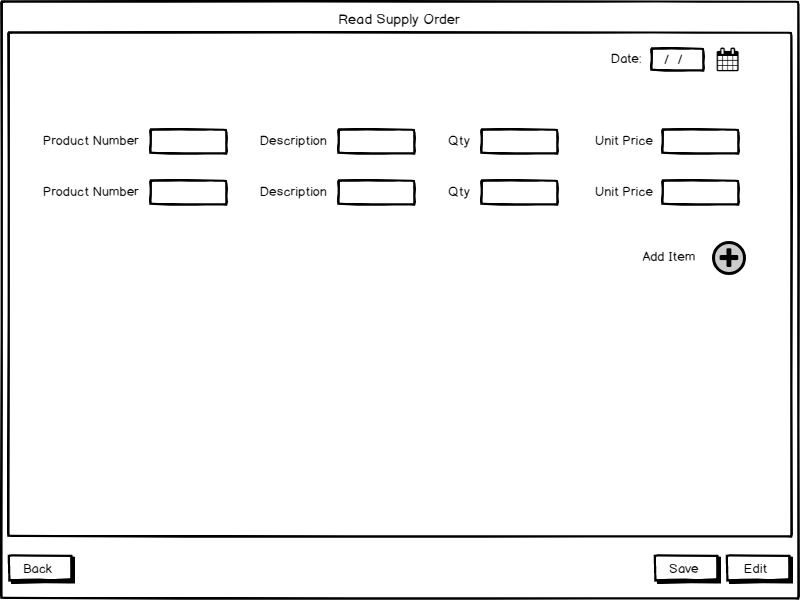 Read Supply Order
Date: / /
Product Number Description Qty Unit Price
Product Number Description Qty Unit Price
Add Item
Back Save Edit